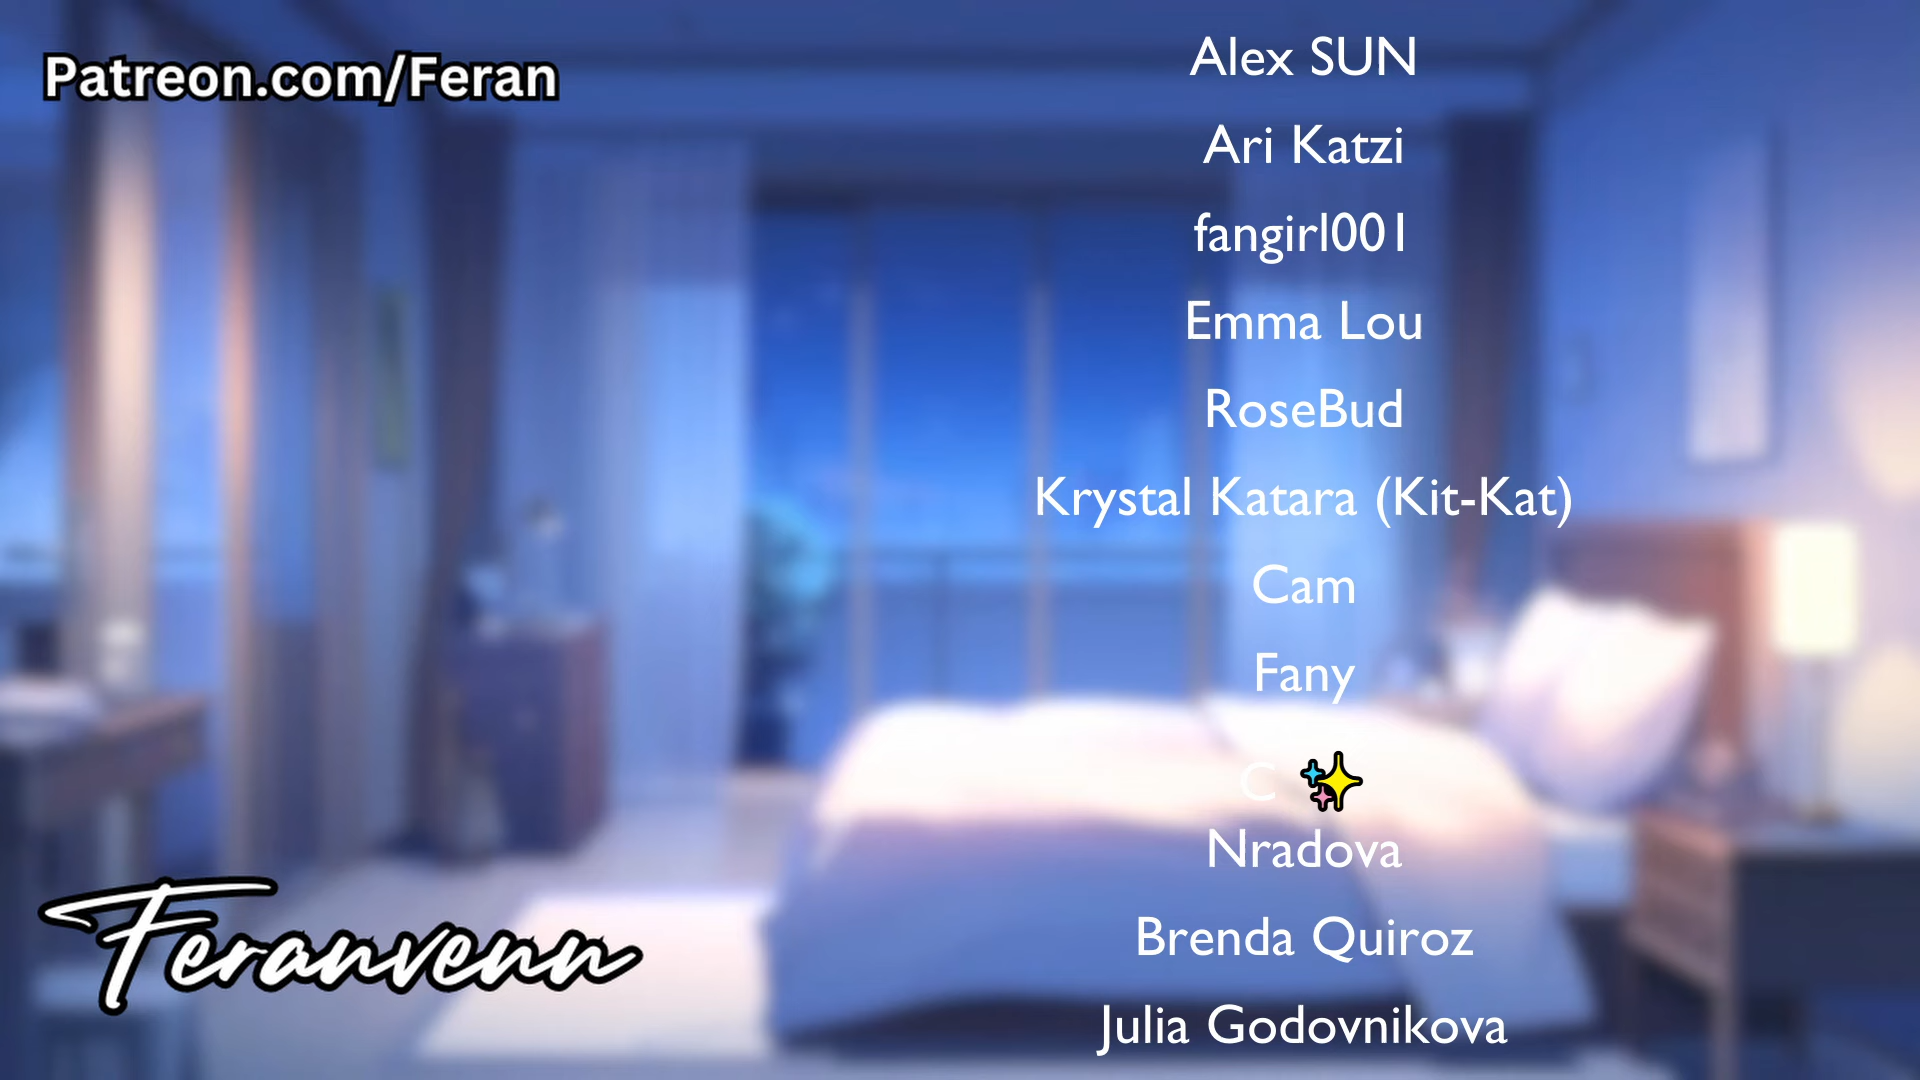 Patreon.com/Feran
Alex SUN
Ari Katzi
fangirl001
Emma Lou
RoseBud
Krystal Katara (Kit-Kat)
Cam
Fany
C ✨
Nradova
Brenda Quiroz
Julia Godovnikova
Feranvenn